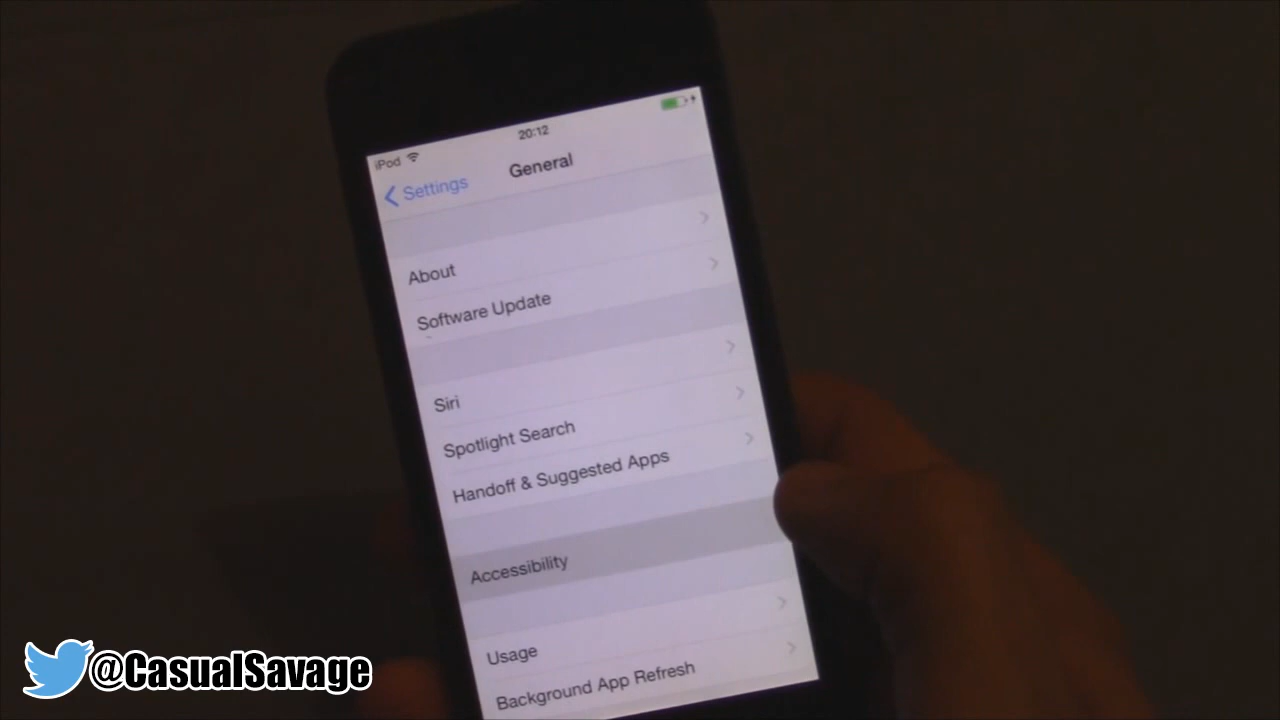 iPod 20:12
Settings General
About
Software Update
Siri
Spotlight Search
Handoff & Suggested Apps
Accessibility
Usage
Background App Refresh
@CasualSavage